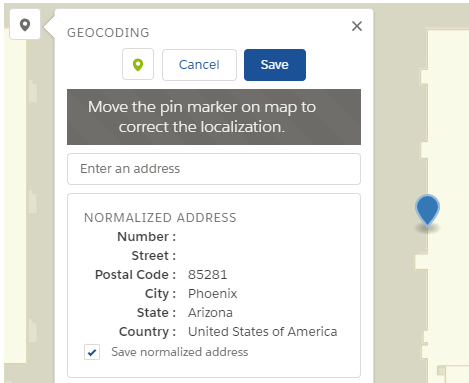 GEOCODING
Cancel
Save
Move the pin marker on map to
correct the localization.
Enter an address
NORMALIZED ADDRESS
Number :
Street :
Postal Code : 85281
City : Phoenix
State : Arizona
Country : United States of America
Save normalized address